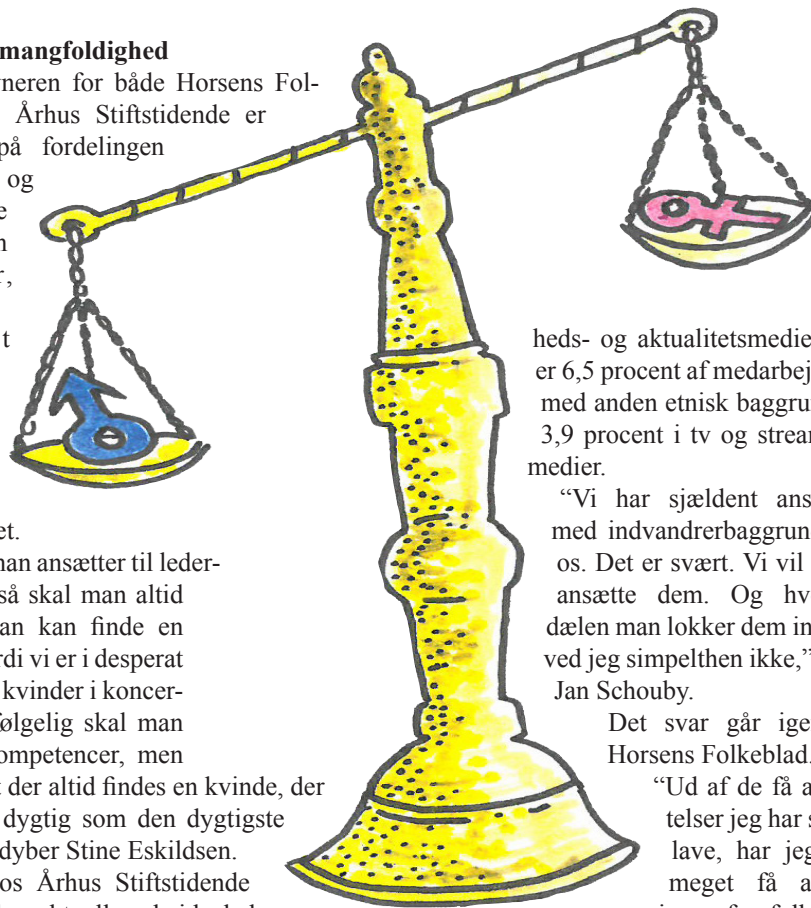 mangfoldighed
neren for både Horsens Fol-
Århus Stiftstidende er
på fordelingen
og
e
n
r,
t
et.
man ansætter til leder-
så skal man altid
an kan finde en
rdi vi er i desperat
kvinder i koncer-
følgelig skal man
ompetencer, men
t der altid findes en kvinde, der
dygtig som den dygtigste
dyber Stine Eskildsen.
os Århus Stiftstidende
heds- og aktualitetsmedie
er 6,5 procent af medarbej
med anden etnisk baggru
3,9 procent i tv og strea
medier.
“Vi har sjældent ans
med indvandrerbaggrun
os. Det er svært. Vi vil
ansætte dem. Og hv
dælen man lokker dem in
ved jeg simpelthen ikke,”
Jan Schouby.
Det svar går ige
Horsens Folkeblad.
“Ud af de få a
telser jeg har s
lave, har jeg
meget få a